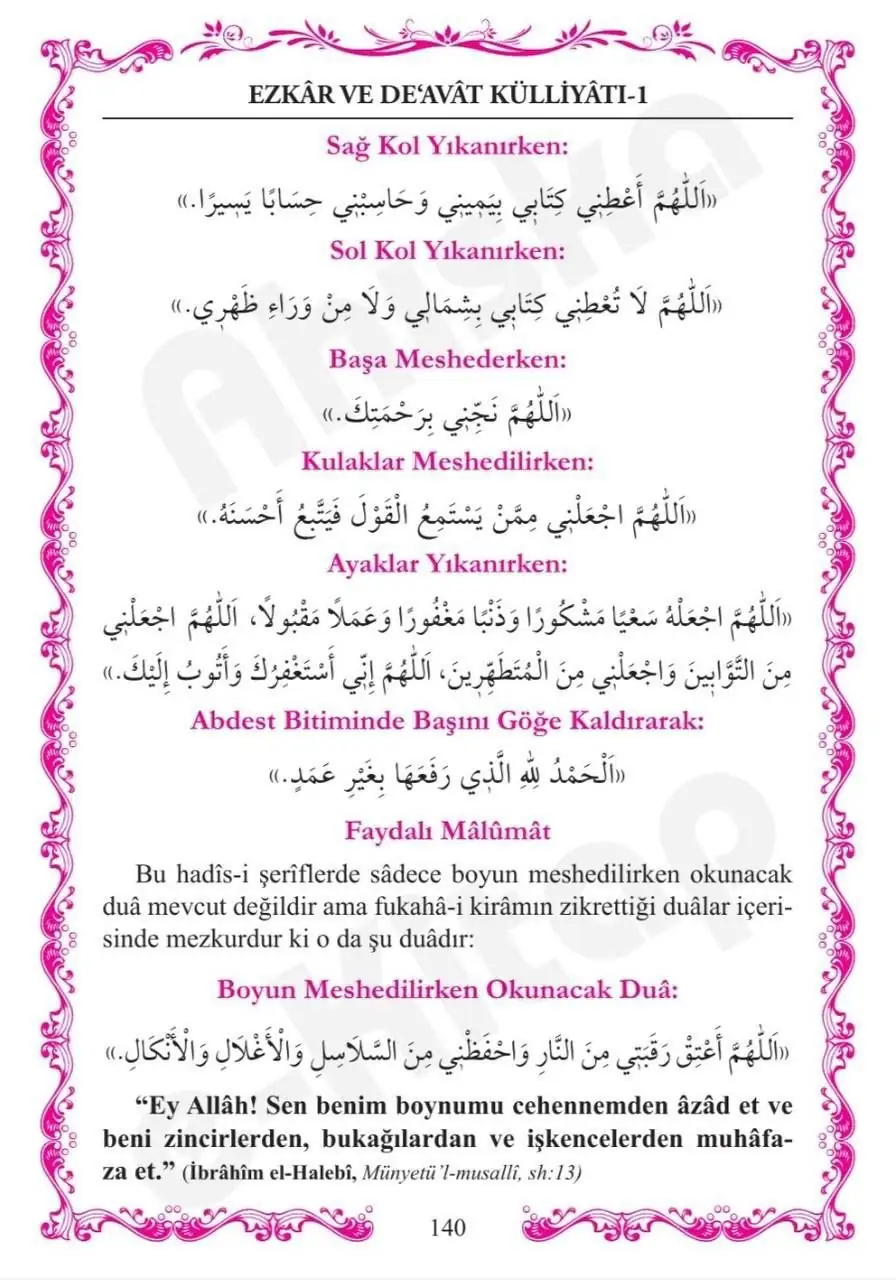 EZKÂR VE DE‘AVÂT KÜLLİYÂTI-1
Sağ Kol Yıkanırken:
«اَللّٰهُمَّ أَعْطِنِي كِتَابِي بِيَمِينِي وَحَاسِبْنِي حِسَابًا يَسِيرًا.»
Sol Kol Yıkanırken:
«اَللّٰهُمَّ لَا تُعْطِنِي كِتَابِي بِشِمَالِي وَلَا مِنْ وَرَاءِ ظَهْرِي.»
Başa Meshederken:
«اَللّٰهُمَّ نَجِّنِي بِرَحْمَتِكَ.»
Kulaklar Meshedilirken:
«اَللّٰهُمَّ اجْعَلْنِي مِمَّنْ يَسْتَمِعُ الْقَوْلَ فَيَتَّبِعُ أَحْسَنَهُ.»
Ayaklar Yıkanırken:
«اَللّٰهُمَّ اجْعَلْهُ سَعْيًا مَشْكُورًا وَذَنْبًا مَغْفُورًا وَعَمَلًا مَقْبُولًا، اَللّٰهُمَّ اجْعَلْنِي
مِنَ التَّوَّابِينَ وَاجْعَلْنِي مِنَ الْمُتَطَهِّرِينَ، اَللّٰهُمَّ إِنِّي أَسْتَغْفِرُكَ وَأَتُوبُ إِلَيْكَ.»
Abdest Bitiminde Başını Göğe Kaldırarak:
«اَلْحَمْدُ لِلّٰهِ الَّذِي رَفَعَهَا بِغَيْرِ عَمَدٍ.»
Faydalı Mâlûmât
Bu hadîs-i şerîflerde sâdece boyun meshedilirken okunacak
duâ mevcut değildir ama fukahâ-i kirâmın zikrettiği duâlar içeri-
sinde mezkurdur ki o da şu duâdır:
Boyun Meshedilirken Okunacak Duâ:
«اَللّٰهُمَّ أَعْتِقْ رَقَبَتِي مِنَ النَّارِ وَاحْفَظْنِي مِنَ السَّلَاسِلِ وَالْأَغْلَالِ وَالْأَنْكَالِ.»
“Ey Allâh! Sen benim boynumu cehennemden âzâd et ve
beni zincirlerden, bukağılardan ve işkencelerden muhâfa-
za et.” (İbrâhîm el-Halebî, Münyetü’l-musallî, sh:13)
140
Ahıska
e-Kitap